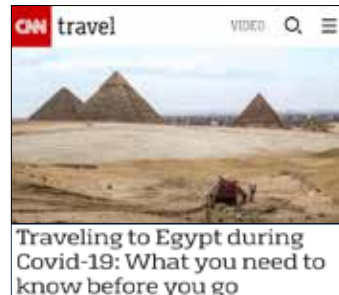 CNN travel VIDEO
Traveling to Egypt during
Covid-19: What you need to
know before you go